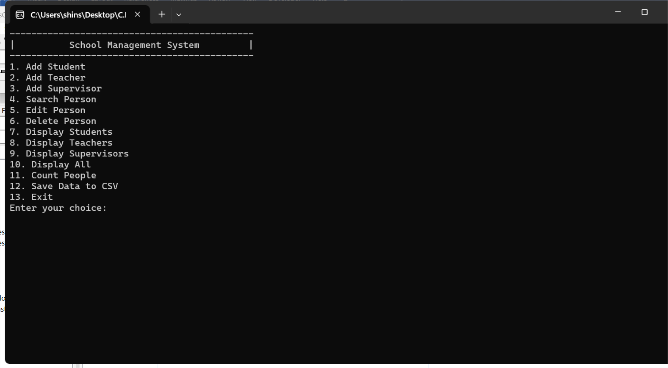 C:\Users\shins\Desktop\C.l
---------------------------------------------
|          School Management System         |
---------------------------------------------
1. Add Student
2. Add Teacher
3. Add Supervisor
4. Search Person
5. Edit Person
6. Delete Person
7. Display Students
8. Display Teachers
9. Display Supervisors
10. Display All
11. Count People
12. Save Data to CSV
13. Exit
Enter your choice: